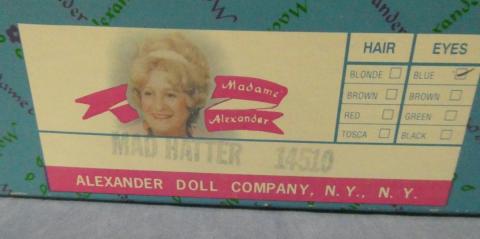 HAIR EYES
BLONDE BLUE
BROWN BROWN
RED GREEN
TOSCA BLACK
Madame
Alexander
MAD HATTER 14510
ALEXANDER DOLL COMPANY, N.Y., N.Y.